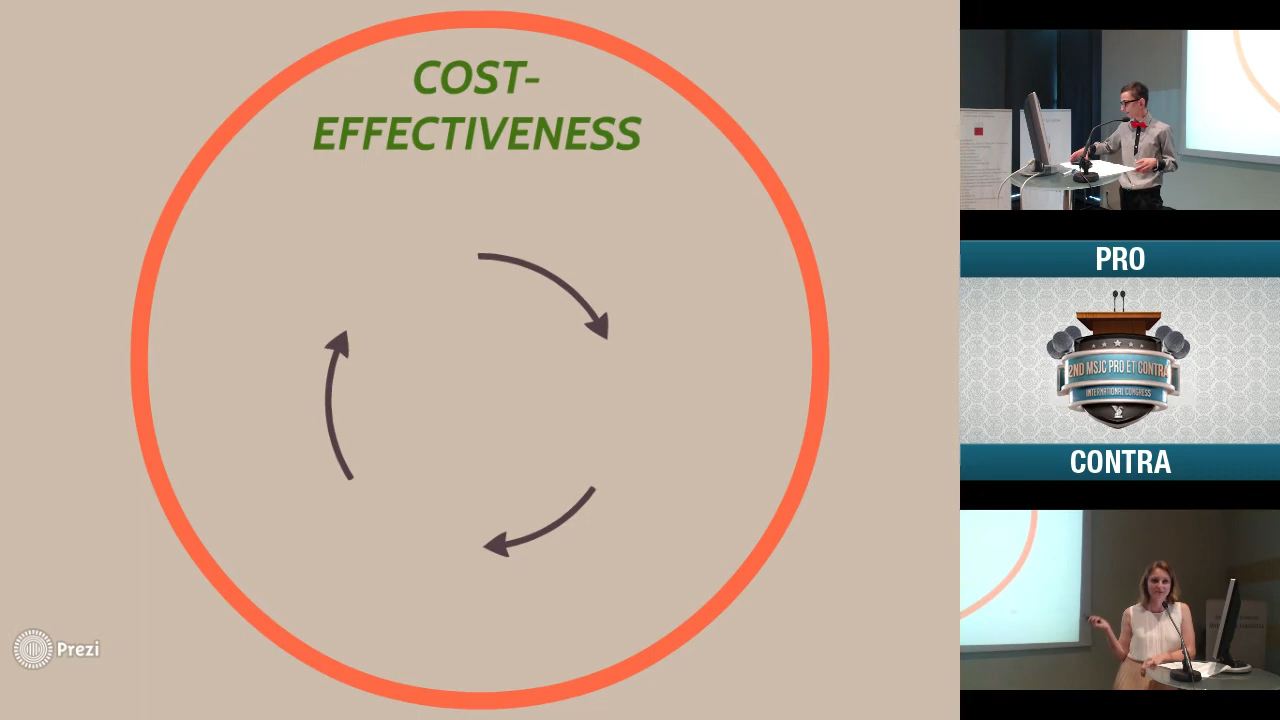 COST-
EFFECTIVENESS
Prezi
PRO
2ND MSJC PRO ET CONTRA
INTERNATIONAL CONGRESS
CONTRA